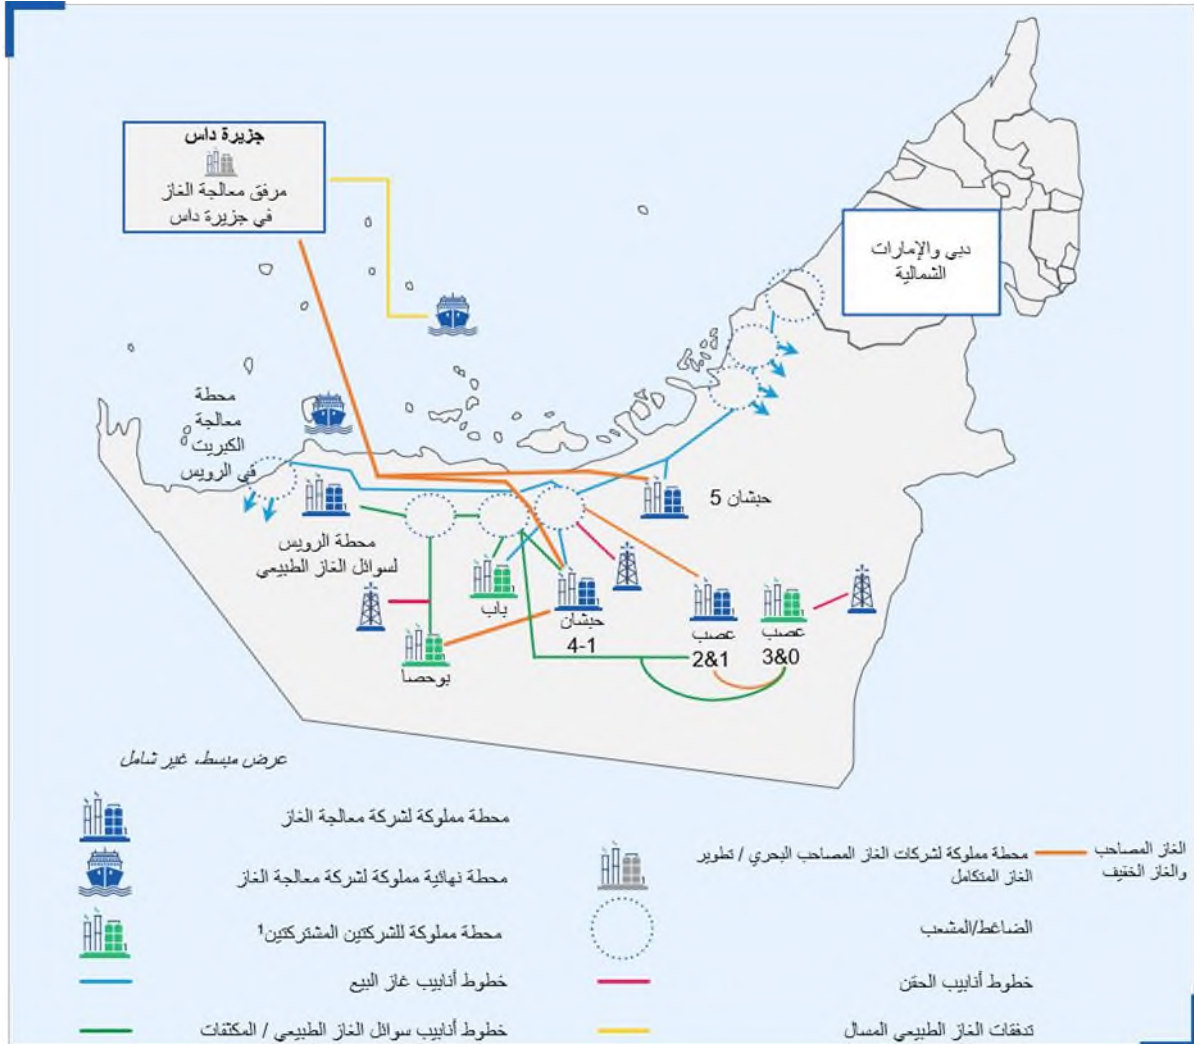 جزيرة داس
مرفق معالجة الغاز
في جزيرة داس
دبي والإمارات
الشمالية
محطة
معالجة
الكبريت
في الرويس
حبشان 5
محطة الرويس
لسوائل الغاز الطبيعي
باب
حبشان
4-1
عصب
2&1
عصب
3&0
بوحصا
عرض مبسط، غير شامل
محطة مملوكة لشركة معالجة الغاز
محطة نهائية مملوكة لشركة معالجة الغاز
محطة مملوكة للشركتين المشتركتين¹
خطوط أنابيب غاز البيع
خطوط أنابيب سوائل الغاز الطبيعي / المكثفات
محطة مملوكة لشركات الغاز المصاحب البحري / تطوير
الغاز المتكامل
الضاغط/المشعب
خطوط أنابيب الحقن
تدفقات الغاز الطبيعي المسال
الغاز المصاحب
والغاز الخفيف